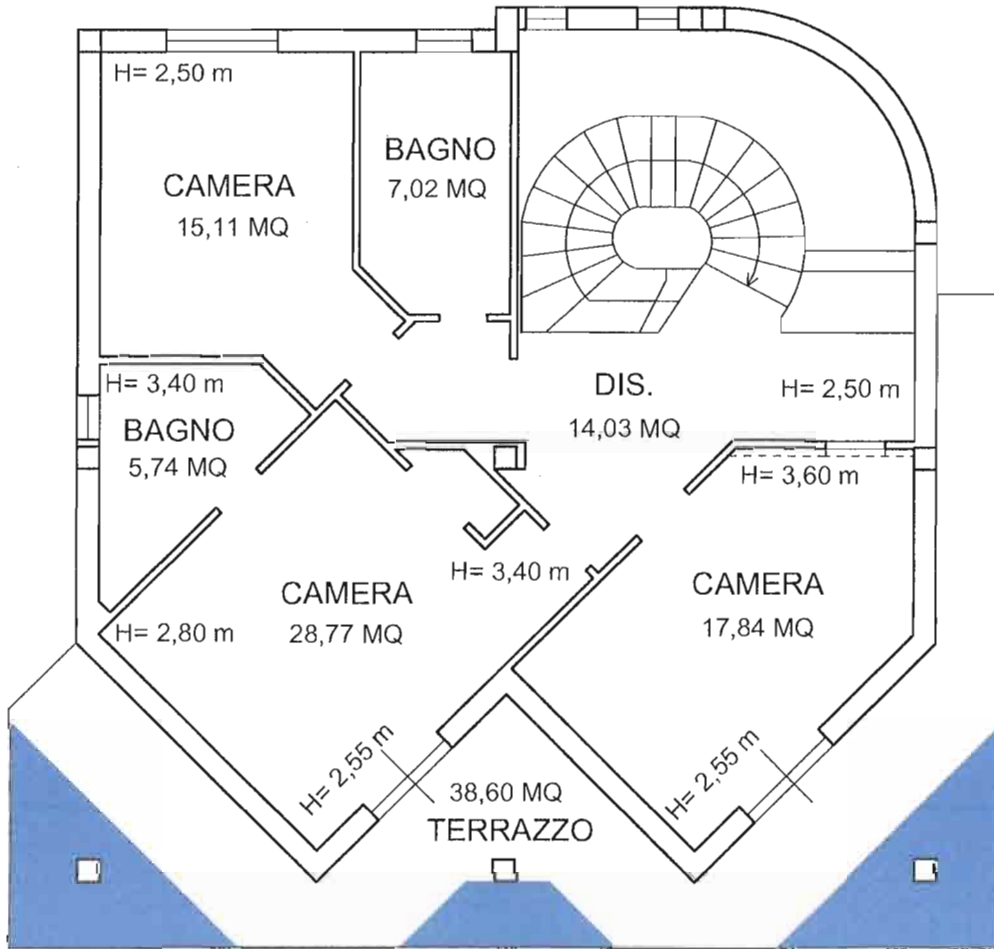 H= 2,50 m
BAGNO
7,02 MQ
CAMERA
15,11 MQ
H= 3,40 m
BAGNO
5,74 MQ
DIS.
14,03 MQ
H= 2,50 m
H= 3,60 m
H= 3,40 m
CAMERA
28,77 MQ
CAMERA
17,84 MQ
H= 2,80 m
H= 2,55 m
H= 2,55 m
38,60 MQ
TERRAZZO